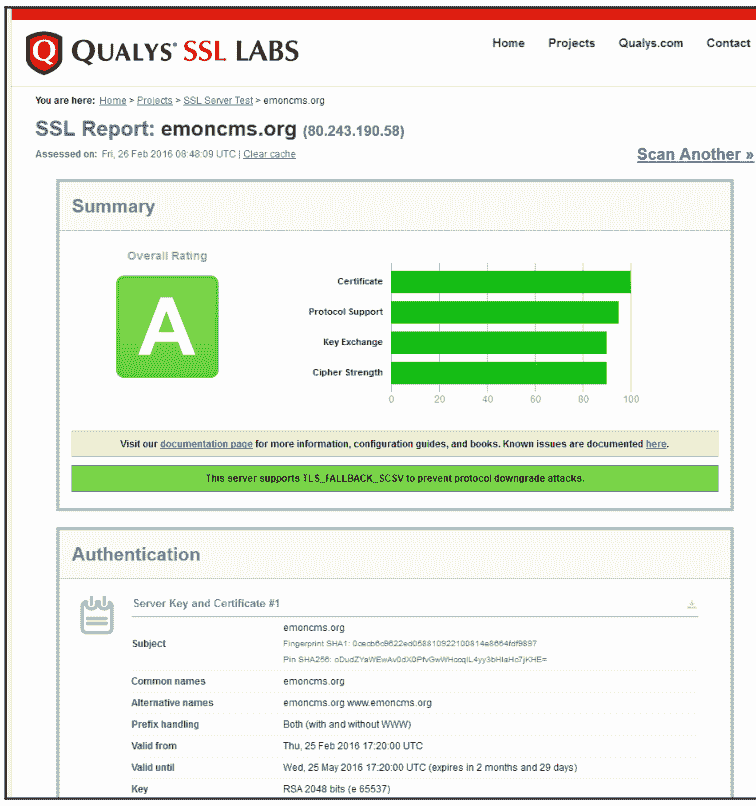 QUALYS® SSL LABS
Home Projects Qualys.com Contact
You are here: Home > Projects > SSL Server Test > emoncms.org
SSL Report: emoncms.org (80.243.190.58)
Assessed on: Fri, 26 Feb 2016 08:48:09 UTC | Clear cache
Scan Another »
Summary
Overall Rating
A
Certificate
Protocol Support
Key Exchange
Cipher Strength
0 20 40 60 80 100
Visit our documentation page for more information, configuration guides, and books. Known issues are documented here.
This server supports TLS_FALLBACK_SCSV to prevent protocol downgrade attacks.
Authentication
Server Key and Certificate #1
Subject
emoncms.org
Fingerprint SHA1:
Pin SHA256:
Common names emoncms.org
Alternative names emoncms.org www.emoncms.org
Prefix handling Both (with and without WWW)
Valid from Thu, 25 Feb 2016 17:20:00 UTC
Valid until Wed, 25 May 2016 17:20:00 UTC (expires in 2 months and 29 days)
Key RSA 2048 bits (e 65537)